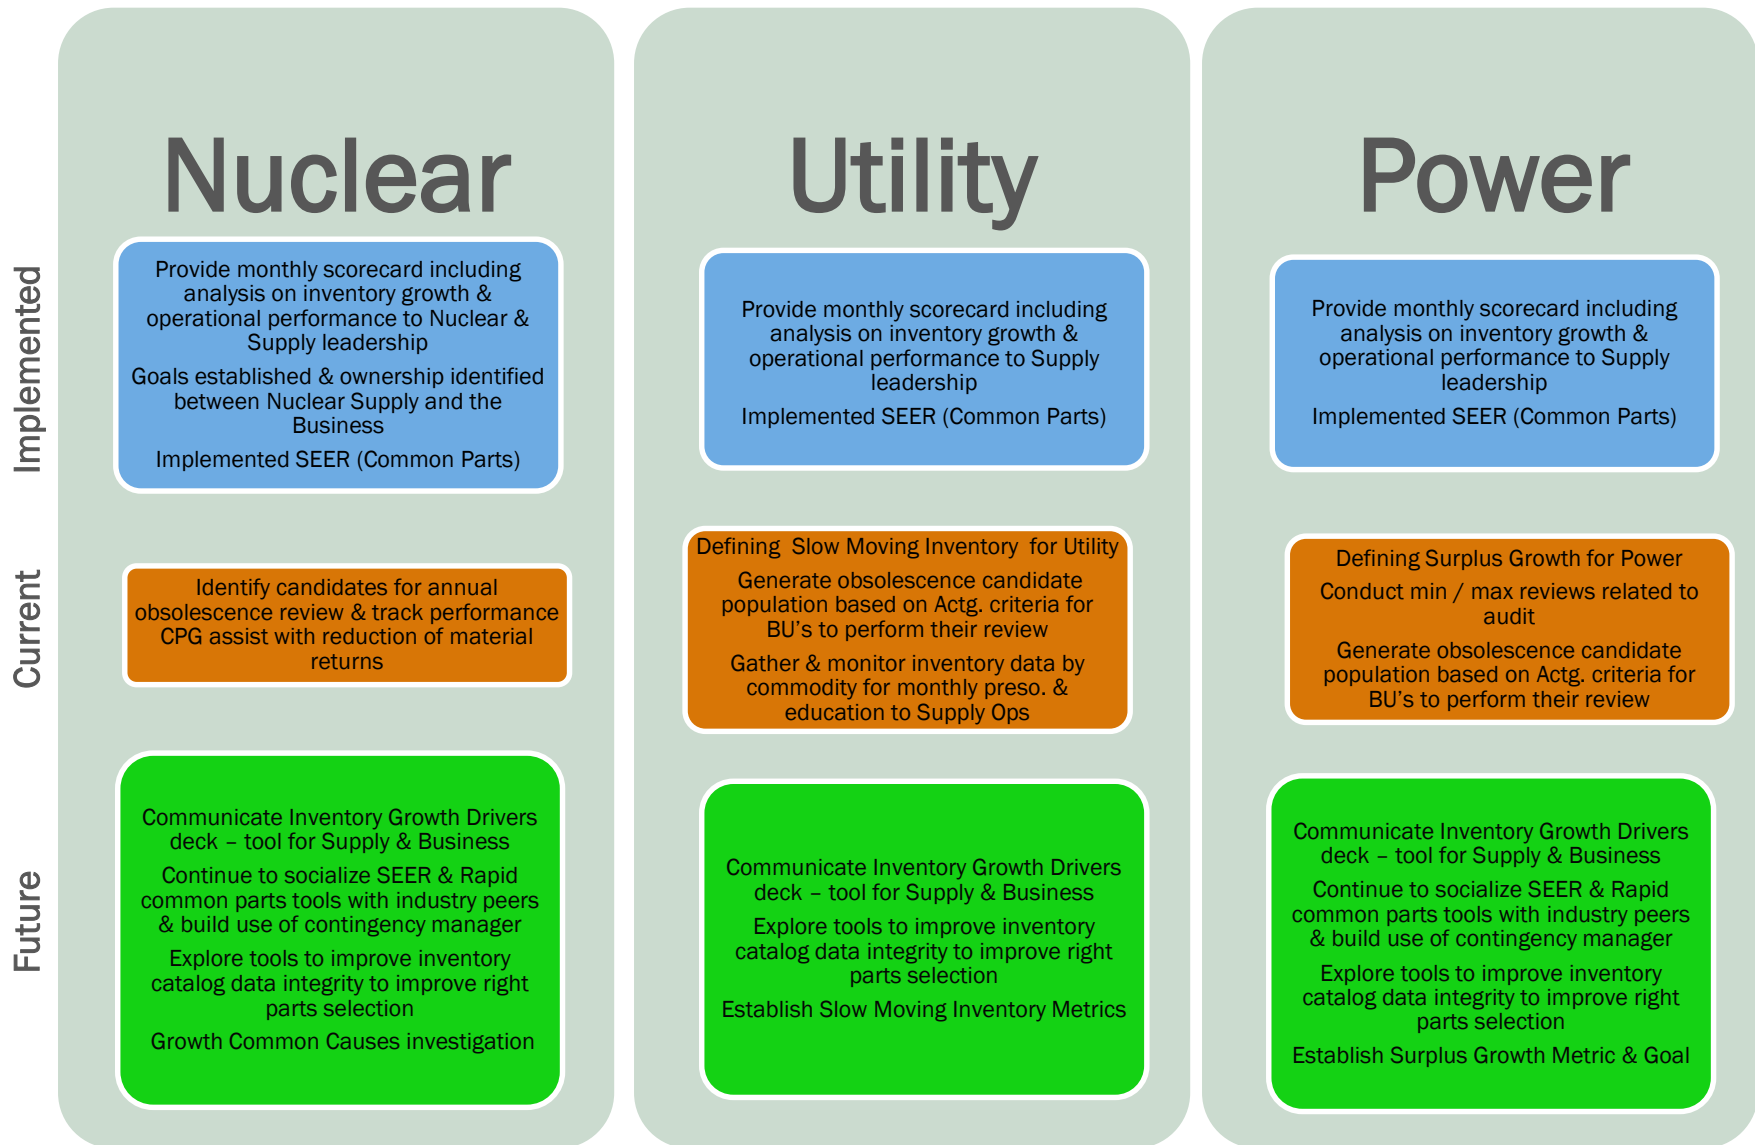 Nuclear
Utility
Power
Implemented
Provide monthly scorecard including
analysis on inventory growth &
operational performance to Nuclear &
Supply leadership
Goals established & ownership identified
between Nuclear Supply and the
Business
Implemented SEER (Common Parts)
Provide monthly scorecard including
analysis on inventory growth &
operational performance to Supply
leadership
Implemented SEER (Common Parts)
Provide monthly scorecard including
analysis on inventory growth &
operational performance to Supply
leadership
Implemented SEER (Common Parts)
Current
Identify candidates for annual
obsolescence review & track performance
CPG assist with reduction of material
returns
Defining  Slow Moving Inventory  for Utility
Generate obsolescence candidate
population based on Actg. criteria for
BU’s to perform their review
Gather & monitor inventory data by
commodity for monthly preso. &
education to Supply Ops
Defining Surplus Growth for Power
Conduct min / max reviews related to
audit
Generate obsolescence candidate
population based on Actg. criteria for
BU’s to perform their review
Future
Communicate Inventory Growth Drivers
deck – tool for Supply & Business
Continue to socialize SEER & Rapid
common parts tools with industry peers
& build use of contingency manager
Explore tools to improve inventory
catalog data integrity to improve right
parts selection
Growth Common Causes investigation
Communicate Inventory Growth Drivers
deck – tool for Supply & Business
Explore tools to improve inventory
catalog data integrity to improve right
parts selection
Establish Slow Moving Inventory Metrics
Communicate Inventory Growth Drivers
deck – tool for Supply & Business
Continue to socialize SEER & Rapid
common parts tools with industry peers
& build use of contingency manager
Explore tools to improve inventory
catalog data integrity to improve right
parts selection
Establish Surplus Growth Metric & Goal